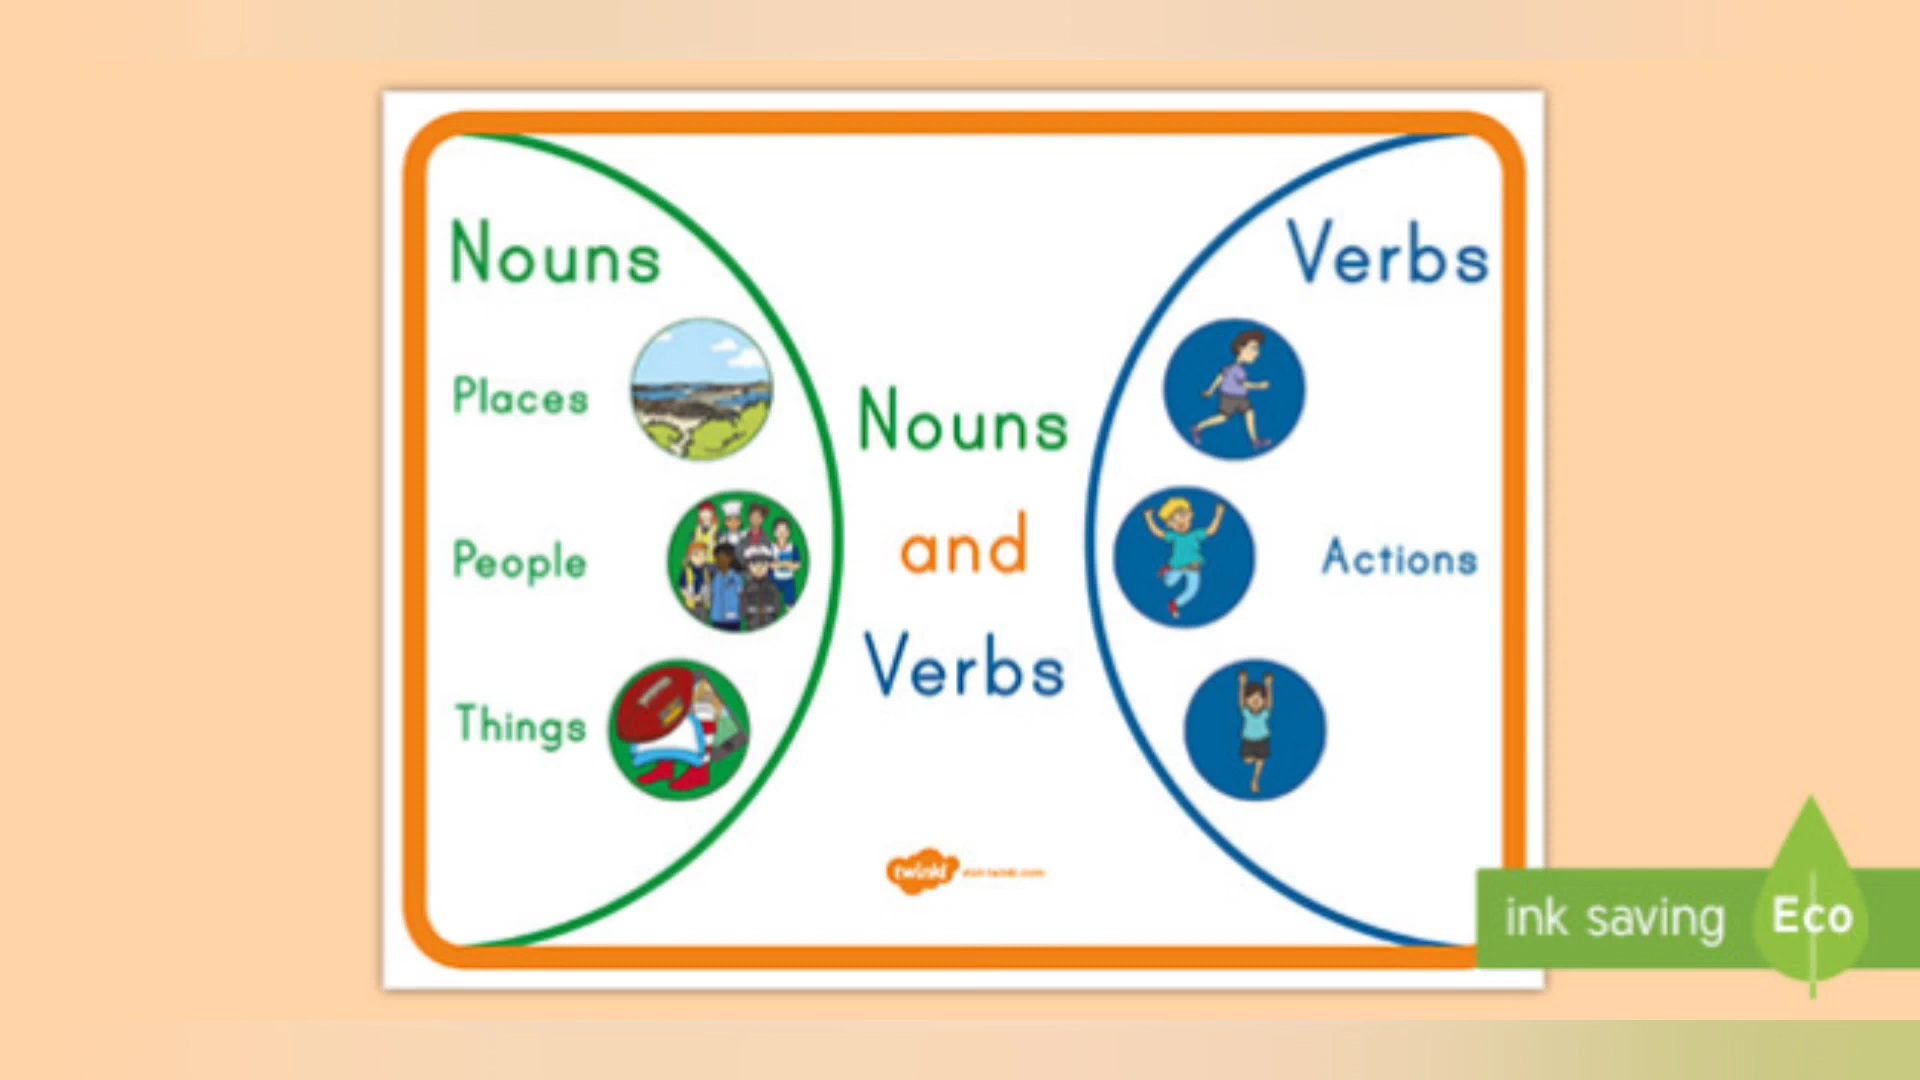 Nouns
Places
People
Things
Nouns
and
Verbs
Verbs
Actions
twinkl
ink saving
Eco